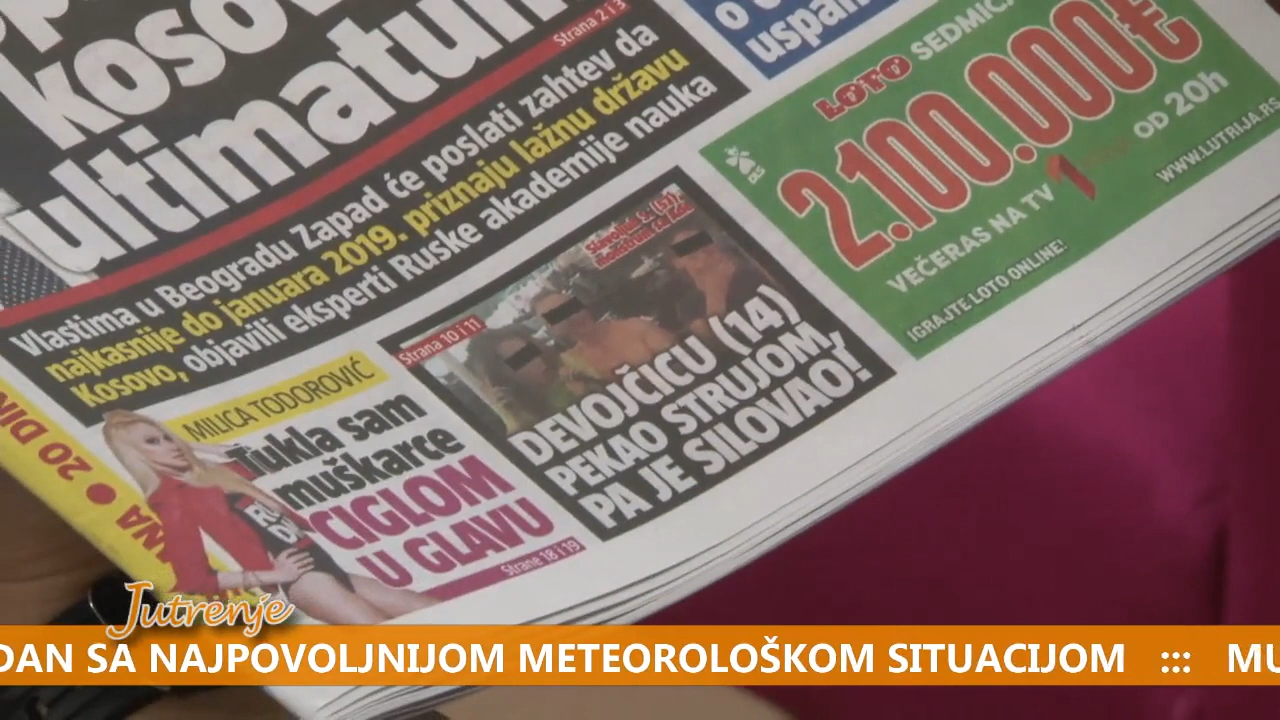 ultimatum
Strana 2 i 3
Vlastima u Beogradu Zapad će poslati zahtev da
najkasnije do januara 2019. priznaju lažnu državu
Kosovo, objavili eksperti Ruske akademije nauka
20 DIN
MILICA TODOROVIĆ
Tukla sam
muškarce
CIGLOM
U GLAVU
Strane 18 i 19
Strana 10 i 11
DEVOJČICU (14)
PEKAO STRUJOM,
PA JE SILOVAO!
LOTO SEDMICA
2.100.000€
VEČERAS NA TV 1 OD 20h
IGRAJTE LOTO ONLINE!
WWW.LUTRIJA.RS
Jutrenje
DAN SA NAJPOVOLJNIJOM METEOROLOŠKOM SITUACIJOM ::: MU